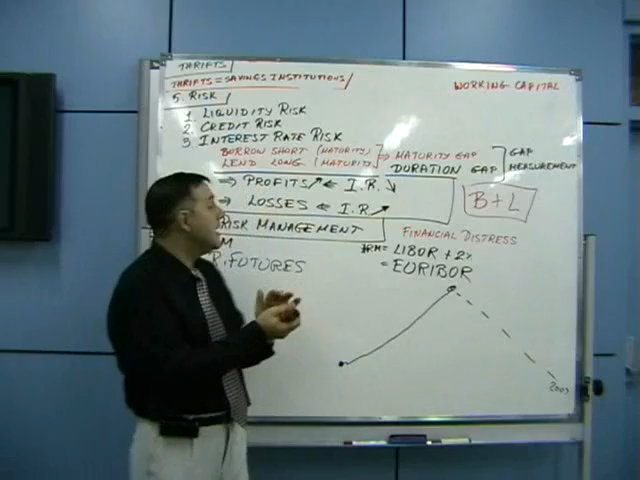 THRIFTS
THRIFTS = SAVINGS INSTITUTIONS
WORKING CAPITAL
5. RISK
1. LIQUIDITY RISK
2. CREDIT RISK
3 INTEREST RATE RISK
BORROW SHORT (MATURITY) → MATURITY GAP
LEND LONG (MATURITY) DURATION GAP
GAP MEASUREMENT
⇒ PROFITS ↗ ⇐ I.R. ↘
⇒ LOSSES ⇐ I.R. ↗
B + L
RISK MANAGEMENT
FINANCIAL DISTRESS
M
= LIBOR + 2%
R. FUTURES
= EURIBOR